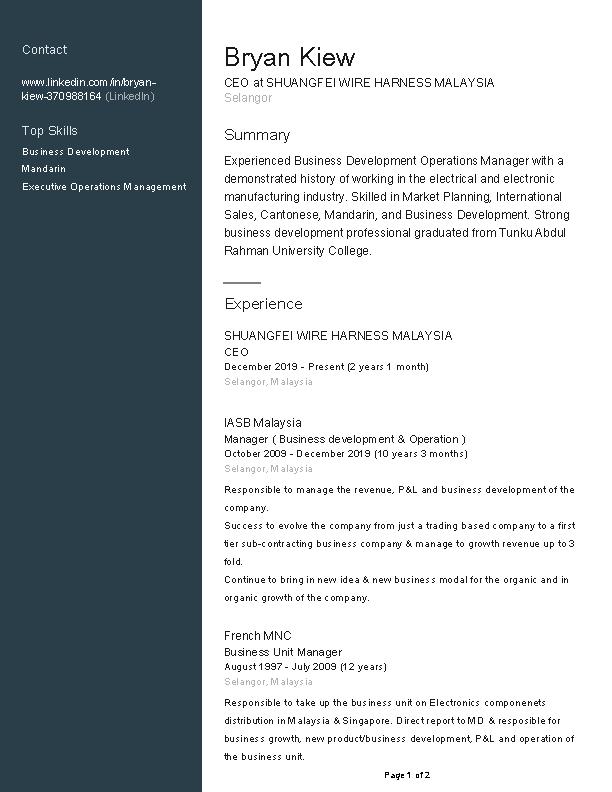 Contact
www.linkedin.com/in/bryan-
kiew-370988164 (LinkedIn)
Top Skills
Business Development
Mandarin
Executive Operations Management
Bryan Kiew
CEO at SHUANGFEI WIRE HARNESS MALAYSIA
Selangor
Summary
Experienced Business Development Operations Manager with a
demonstrated history of working in the electrical and electronic
manufacturing industry. Skilled in Market Planning, International
Sales, Cantonese, Mandarin, and Business Development. Strong
business development professional graduated from Tunku Abdul
Rahman University College.
Experience
SHUANGFEI WIRE HARNESS MALAYSIA
CEO
December 2019 - Present (2 years 1 month)
Selangor, Malaysia
IASB Malaysia
Manager ( Business development & Operation )
October 2009 - December 2019 (10 years 3 months)
Selangor, Malaysia
Responsible to manage the revenue, P&L and business development of the
company.
Success to evolve the company from just a trading based company to a first
tier sub-contracting business company & manage to growth revenue up to 3
fold.
Continue to bring in new idea & new business modal for the organic and in
organic growth of the company.
French MNC
Business Unit Manager
August 1997 - July 2009 (12 years)
Selangor, Malaysia
Responsible to take up the business unit on Electronics componenets
distribution in Malaysia & Singapore. Direct report to MD & resposible for
business growth, new product/business development, P&L and operation of
the business unit.
Page 1 of 2